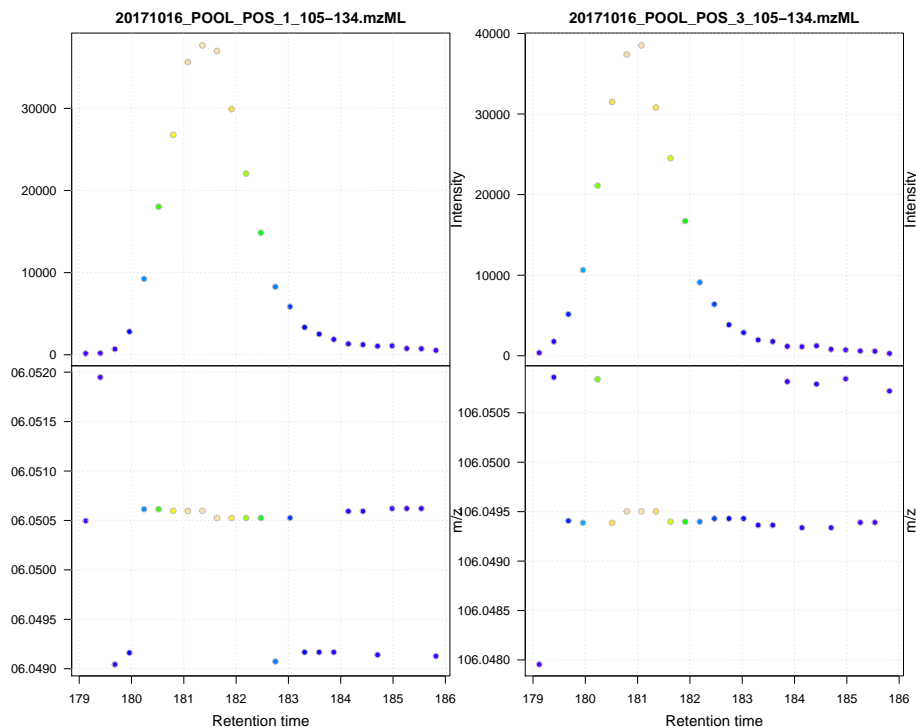 20171016_POOL_POS_1_105−134.mzML
20171016_POOL_POS_3_105−134.mzML
30000
20000
10000
0
Intensity
06.0520
06.0515
06.0510
06.0505
06.0500
06.0495
06.0490
m/z
179 180 181 182 183 184 185 186
Retention time
40000
30000
20000
10000
0
Intensity
106.0505
106.0500
106.0495
106.0490
106.0485
106.0480
m/z
179 180 181 182 183 184 185 186
Retention time